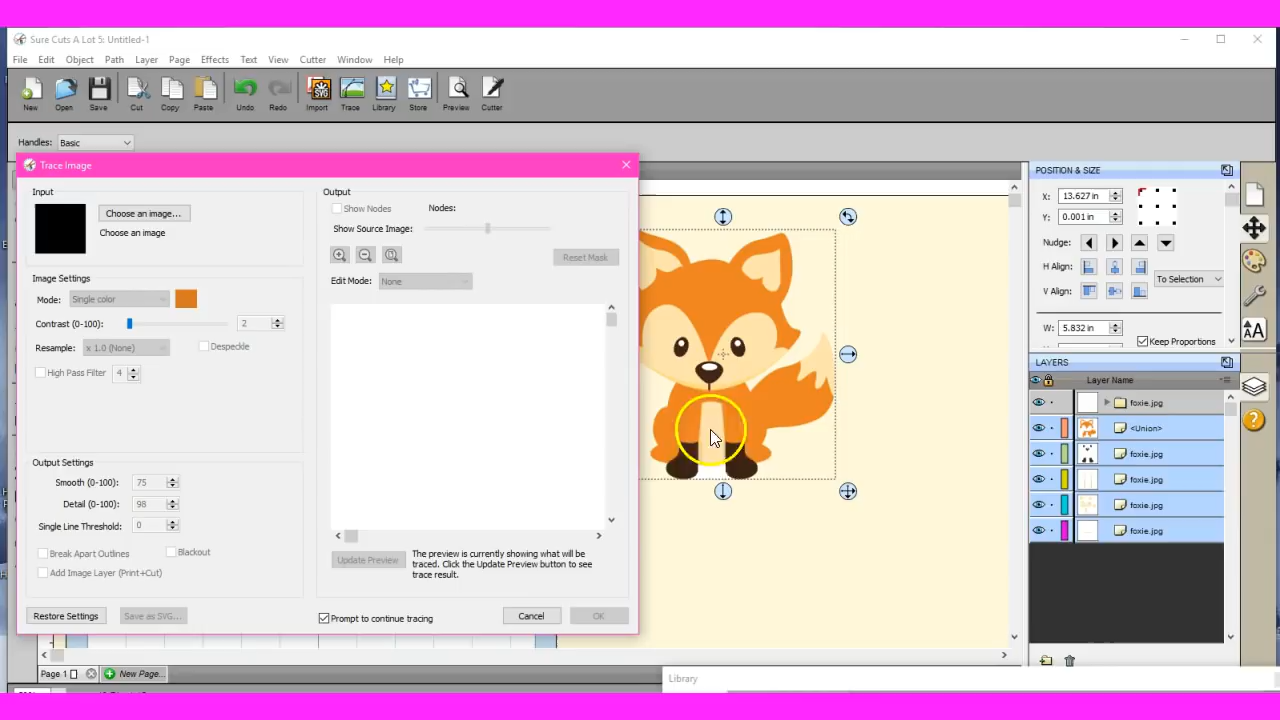 Sure Cuts A Lot 5: Untitled-1
File Edit Object Path Layer Page Effects Text View Cutter Window Help
New Open Save Cut Copy Paste Undo Redo Import Trace Library Store Preview Cutter
SVG
Handles: Basic
Trace Image
Input
Choose an image...
Choose an image
Image Settings
Mode: Single color
Contrast (0-100): 2
Resample: x 1.0 (None) Despeckle
High Pass Filter 4
Output Settings
Smooth (0-100): 75
Detail (0-100): 98
Single Line Threshold: 0
Break Apart Outlines Blackout
Add Image Layer (Print+Cut)
Restore Settings Save as SVG...
Output
Show Nodes Nodes:
Show Source Image:
Reset Mask
Edit Mode: None
Update Preview
The preview is currently showing what will be
traced. Click the Update Preview button to see
trace result.
Prompt to continue tracing Cancel OK
POSITION & SIZE
X: 13.627 in
Y: 0.001 in
Nudge:
H Align:
To Selection
V Align:
W: 5.832 in
Keep Proportions
AA
LAYERS
Layer Name
foxie.jpg
<Union>
foxie.jpg
foxie.jpg
foxie.jpg
foxie.jpg
Page 1 New Page...
Library